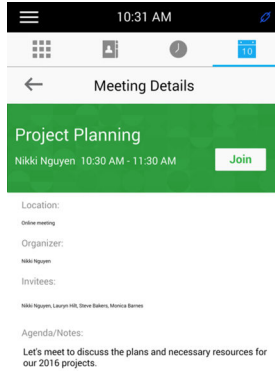 10:31 AM
10
Meeting Details
Project Planning
Nikki Nguyen 10:30 AM - 11:30 AM
Join
Location:
Online meeting
Organizer:
Nikki Nguyen
Invitees:
Nikki Nguyen, Lauryn Hill, Steve Bakers, Monica Barnes
Agenda/Notes:
Let's meet to discuss the plans and necessary resources for
our 2016 projects.